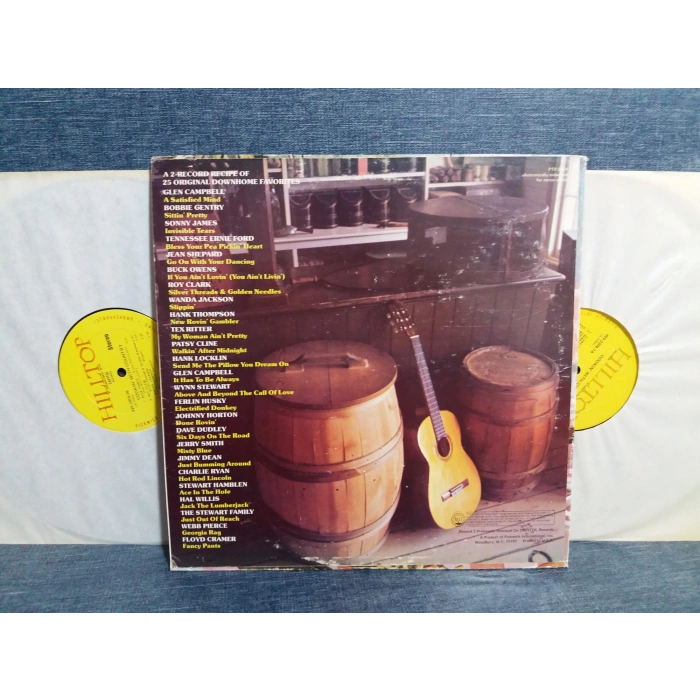 A 2-RECORD RECIPE OF
25 ORIGINAL DOWNHOME FAVORITES
GLEN CAMPBELL
A Satisfied Mind
BOBBIE GENTRY
Sittin' Pretty
SONNY JAMES
Invisible Tears
TENNESSEE ERNIE FORD
Bless Your Pea Pickin' Heart
JEAN SHEPARD
Go On With Your Dancing
BUCK OWENS
If You Ain't Lovin' (You Ain't Livin')
ROY CLARK
Silver Threads & Golden Needles
WANDA JACKSON
Slippin'
HANK THOMPSON
New Rovin' Gambler
TEX RITTER
My Woman Ain't Pretty
PATSY CLINE
Walkin' After Midnight
HANK LOCKLIN
Send Me The Pillow You Dream On
GLEN CAMPBELL
It Has To Be Always
WYNN STEWART
Above And Beyond The Call Of Love
FERLIN HUSKY
Electrified Donkey
JOHNNY HORTON
Done Rovin'
DAVE DUDLEY
Six Days On The Road
JERRY SMITH
Misty Blue
JIMMY DEAN
Just Bumming Around
CHARLIE RYAN
Hot Rod Lincoln
STEWART HAMBLEN
Ace In The Hole
HAL WILLIS
Jack The Lumberjack
THE STEWART FAMILY
Just Out Of Reach
WEBB PIERCE
Georgia Rag
FLOYD CRAMER
Fancy Pants
HILLTOP
Stereo
HILLTO